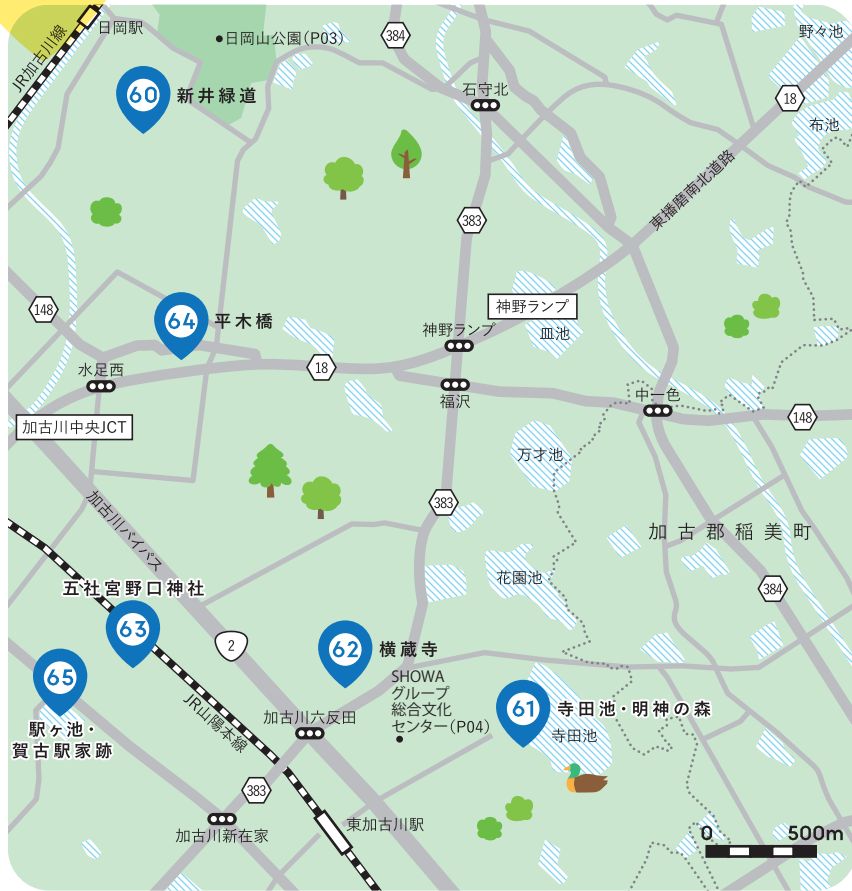 日岡駅
JR加古川線
日岡山公園(P03)
384
野々池
石守北
60
新井緑道
18
布池
東播磨南北道路
383
148
64
平木橋
神野ランプ
神野ランプ
皿池
水足西
18
福沢
中一色
148
加古川中央JCT
万才池
加古川バイパス
383
加古郡稲美町
花園池
384
五社宮野口神社
63
2
62
横蔵寺
SHOWA
グループ
総合文化
センター(P04)
65
駅ヶ池・
賀古駅家跡
61
寺田池・明神の森
寺田池
JR山陽本線
加古川六反田
383
加古川新在家
東加古川駅
0
500m